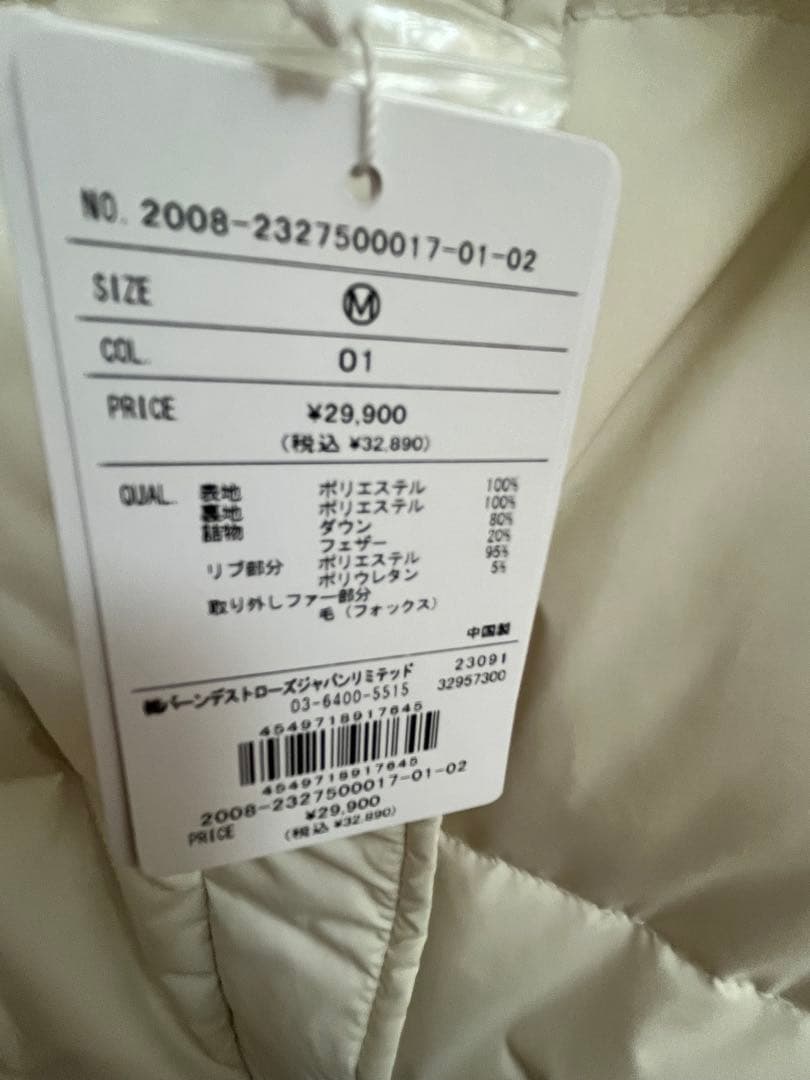 NO. 2008-2327500017-01-02
SIZE Ⓜ
COL. 01
PRICE ¥29,900
(税込 ¥32,890)
QUAL. 表地 ポリエステル 100%
裏地 ポリエステル 100%
詰物 ダウン 80%
フェザー 20%
リブ部分 ポリエステル 95%
ポリウレタン 5%
取り外しファー部分
毛 (フォックス)
中国製
㈱バーンデストローズジャパンリミテッド 23091
03-6400-5515 32957300
4549718917645
4549718917645
2008-2327500017-01-02
PRICE ¥29,900
(税込 ¥32,890)